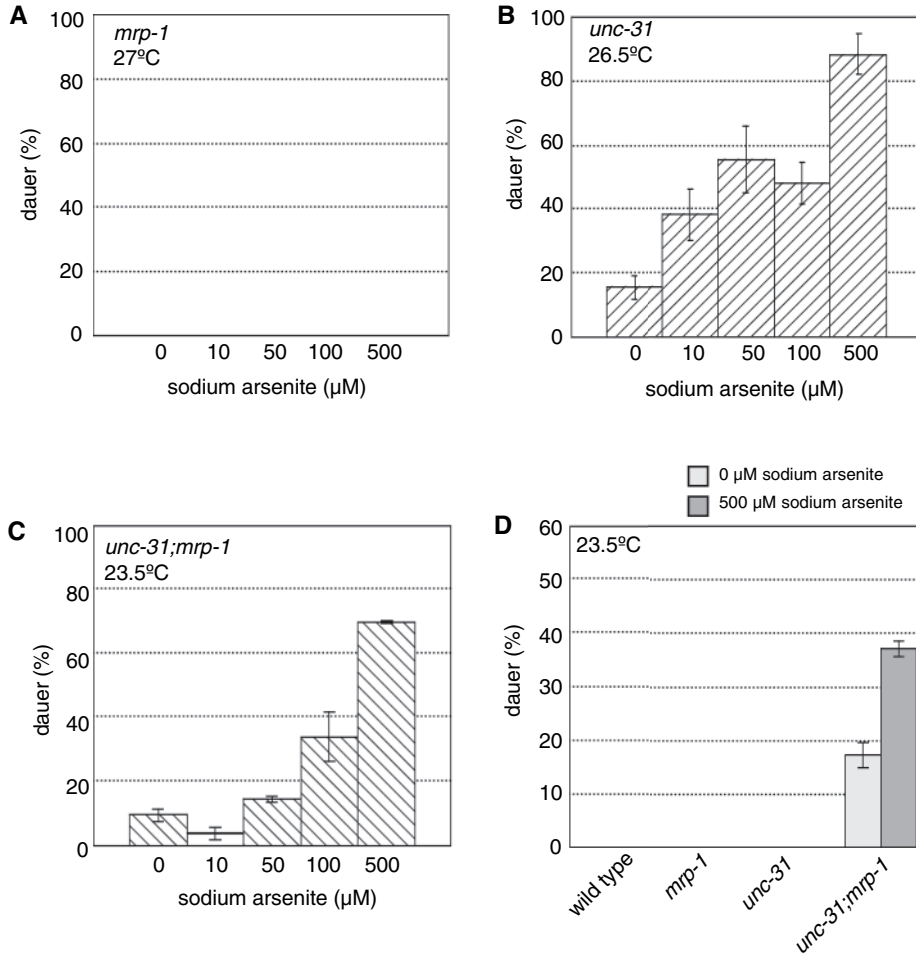 A
mrp-1
27ºC
100
80
60
40
20
0
dauer (%)
0 10 50 100 500
sodium arsenite (µM)
B
unc-31
26.5ºC
100
80
60
40
20
0
dauer (%)
0 10 50 100 500
sodium arsenite (µM)
C
unc-31;mrp-1
23.5ºC
100
80
60
40
20
0
dauer (%)
0 10 50 100 500
sodium arsenite (µM)
0 µM sodium arsenite
500 µM sodium arsenite
D
23.5ºC
60
50
40
30
20
10
0
dauer (%)
wild type
mrp-1
unc-31
unc-31;mrp-1